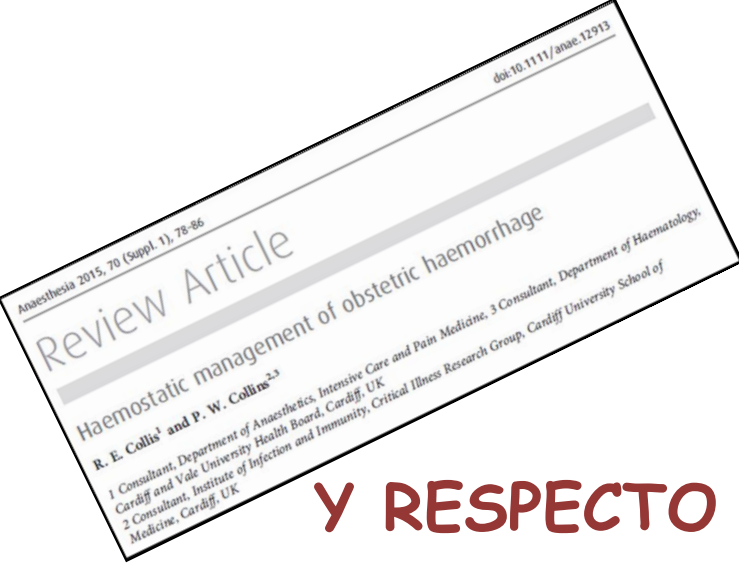 doi:10.1111/anae.12913
Anaesthesia 2015, 70 (Suppl. 1), 78-86
Review Article
Haemostatic management of obstetric haemorrhage
R. E. Collis1 and P. W. Collins2,3
1 Consultant, Department of Anaesthetics, Intensive Care and Pain Medicine, 3 Consultant, Department of Haematology,
Cardiff and Vale University Health Board, Cardiff, UK
2 Consultant, Institute of Infection and Immunity, Critical Illness Research Group, Cardiff University School of
Medicine, Cardiff, UK
Y RESPECTO